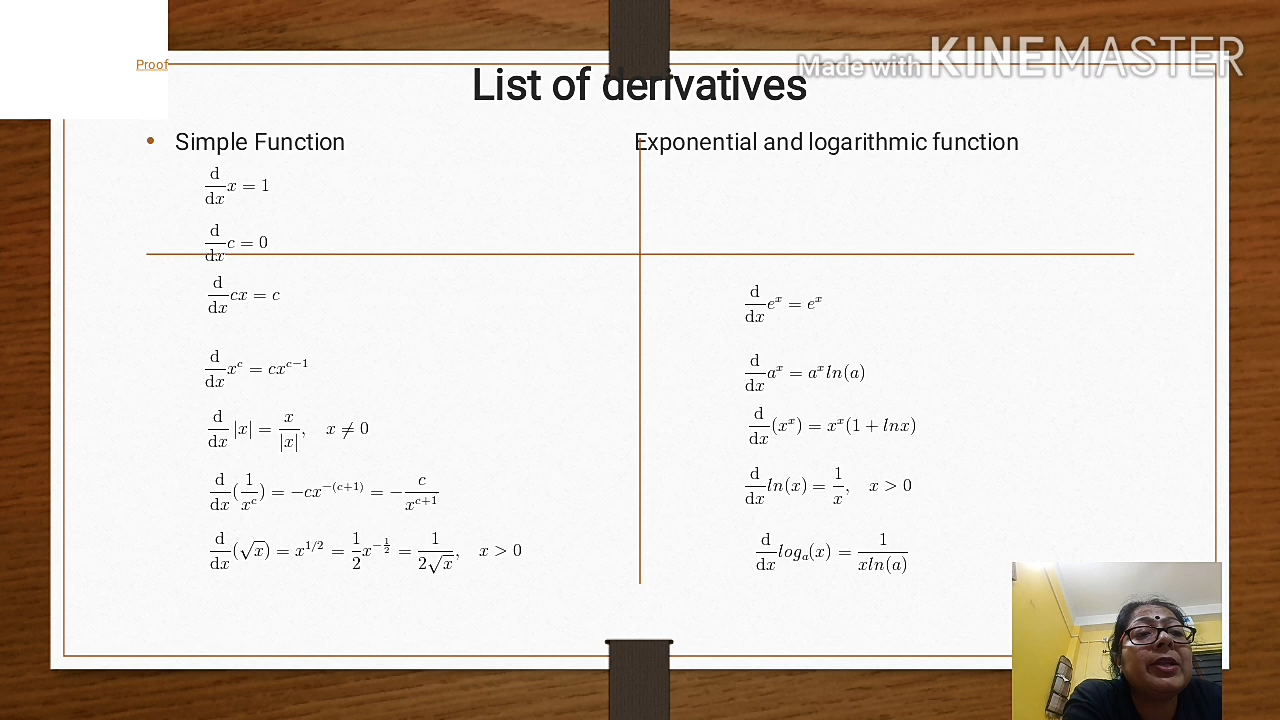 Proof
Made with KINEMASTER
List of derivatives
• Simple Function
d/dx x = 1
d/dx c = 0
d/dx cx = c
d/dx x^c = cx^{c−1}
d/dx |x| = x/|x|, x ≠ 0
d/dx (1/x^c) = −cx^{−(c+1)} = −c/x^{c+1}
d/dx (√x) = x^{1/2} = 1/2 x^{−1/2} = 1/(2√x), x > 0
Exponential and logarithmic function
d/dx e^x = e^x
d/dx a^x = a^x ln(a)
d/dx (x^x) = x^x(1 + lnx)
d/dx ln(x) = 1/x, x > 0
d/dx log_a(x) = 1/(xln(a))